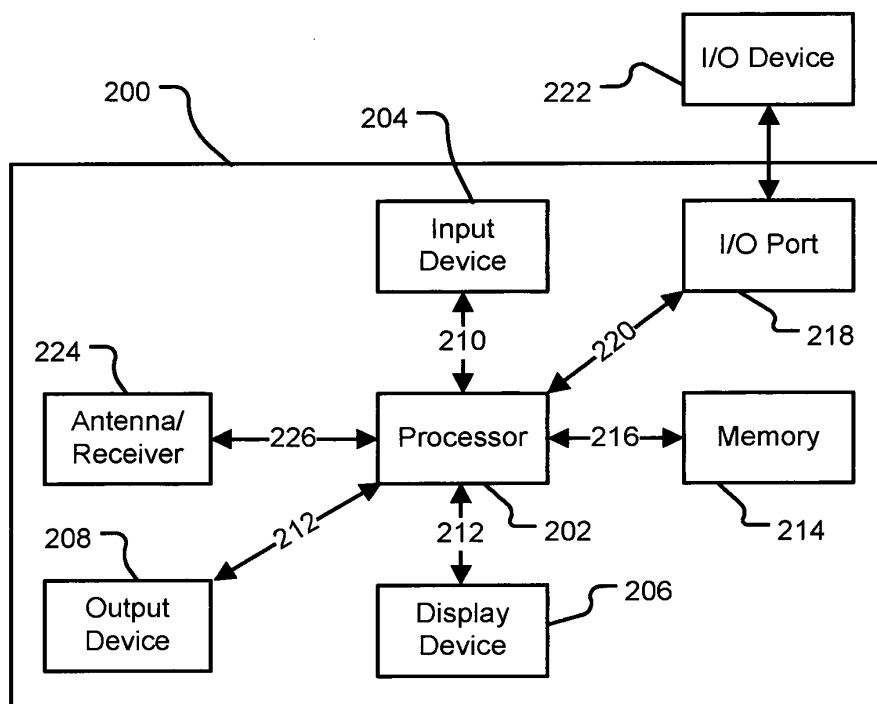 I/O Device
222
200
204
Input
Device
I/O Port
218
210
220
224
Antenna/
Receiver
226
Processor
216
Memory
214
202
212
212
208
Output
Device
Display
Device
206